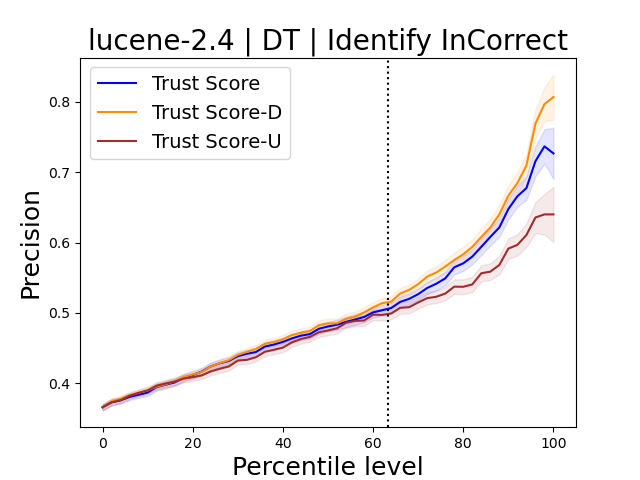 lucene-2.4 | DT | Identify InCorrect
Trust Score
Trust Score-D
Trust Score-U
Precision
0.8
0.7
0.6
0.5
0.4
0 20 40 60 80 100
Percentile level